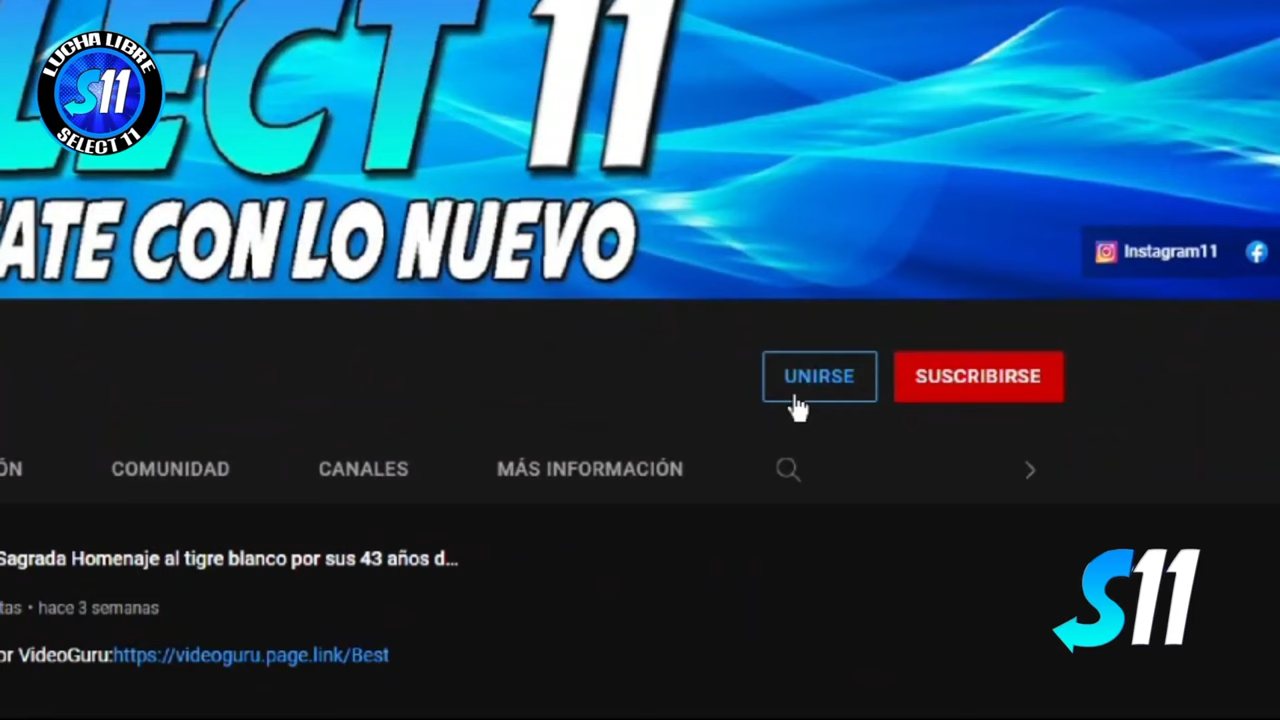 LECT 11
LUCHA LIBRE
S11
SELECT 11
ATE CON LO NUEVO
Instagram11
UNIRSE
SUSCRIBIRSE
ÓN
COMUNIDAD
CANALES
MÁS INFORMACIÓN
Sagrada Homenaje al tigre blanco por sus 43 años d...
tas • hace 3 semanas
or VideoGuru:https://videoguru.page.link/Best
S11